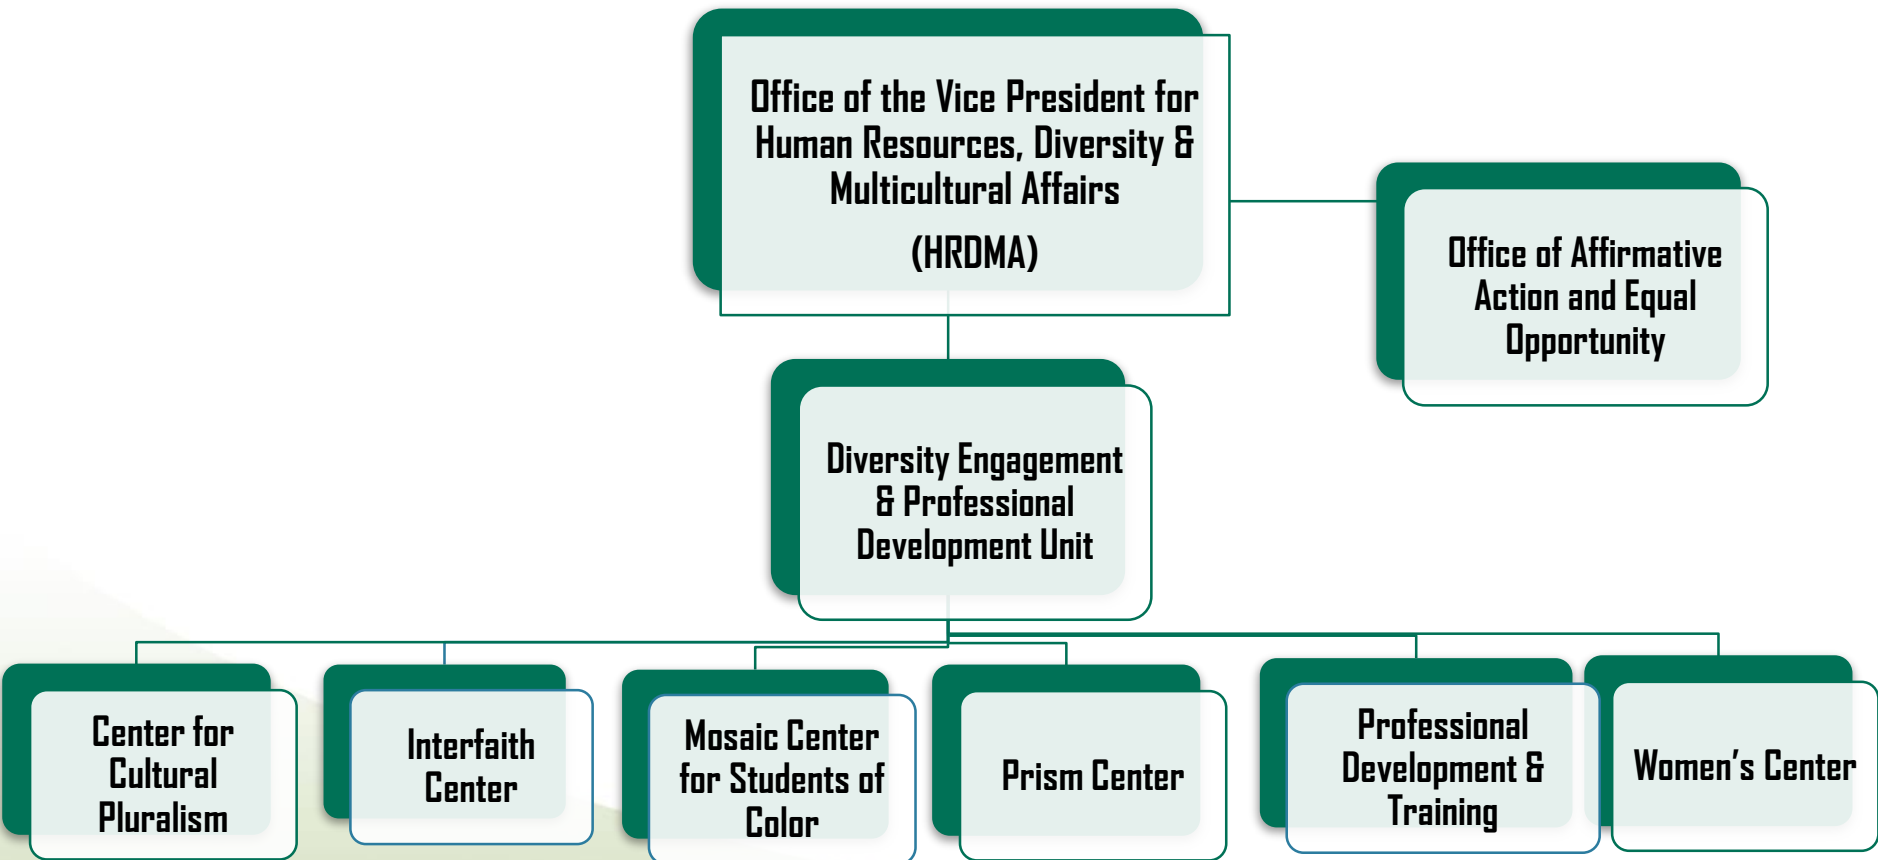 Office of the Vice President for
Human Resources, Diversity &
Multicultural Affairs
(HRDMA)
Office of Affirmative
Action and Equal
Opportunity
Diversity Engagement
& Professional
Development Unit
Center for
Cultural
Pluralism
Interfaith
Center
Mosaic Center
for Students of
Color
Prism Center
Professional
Development &
Training
Women's Center